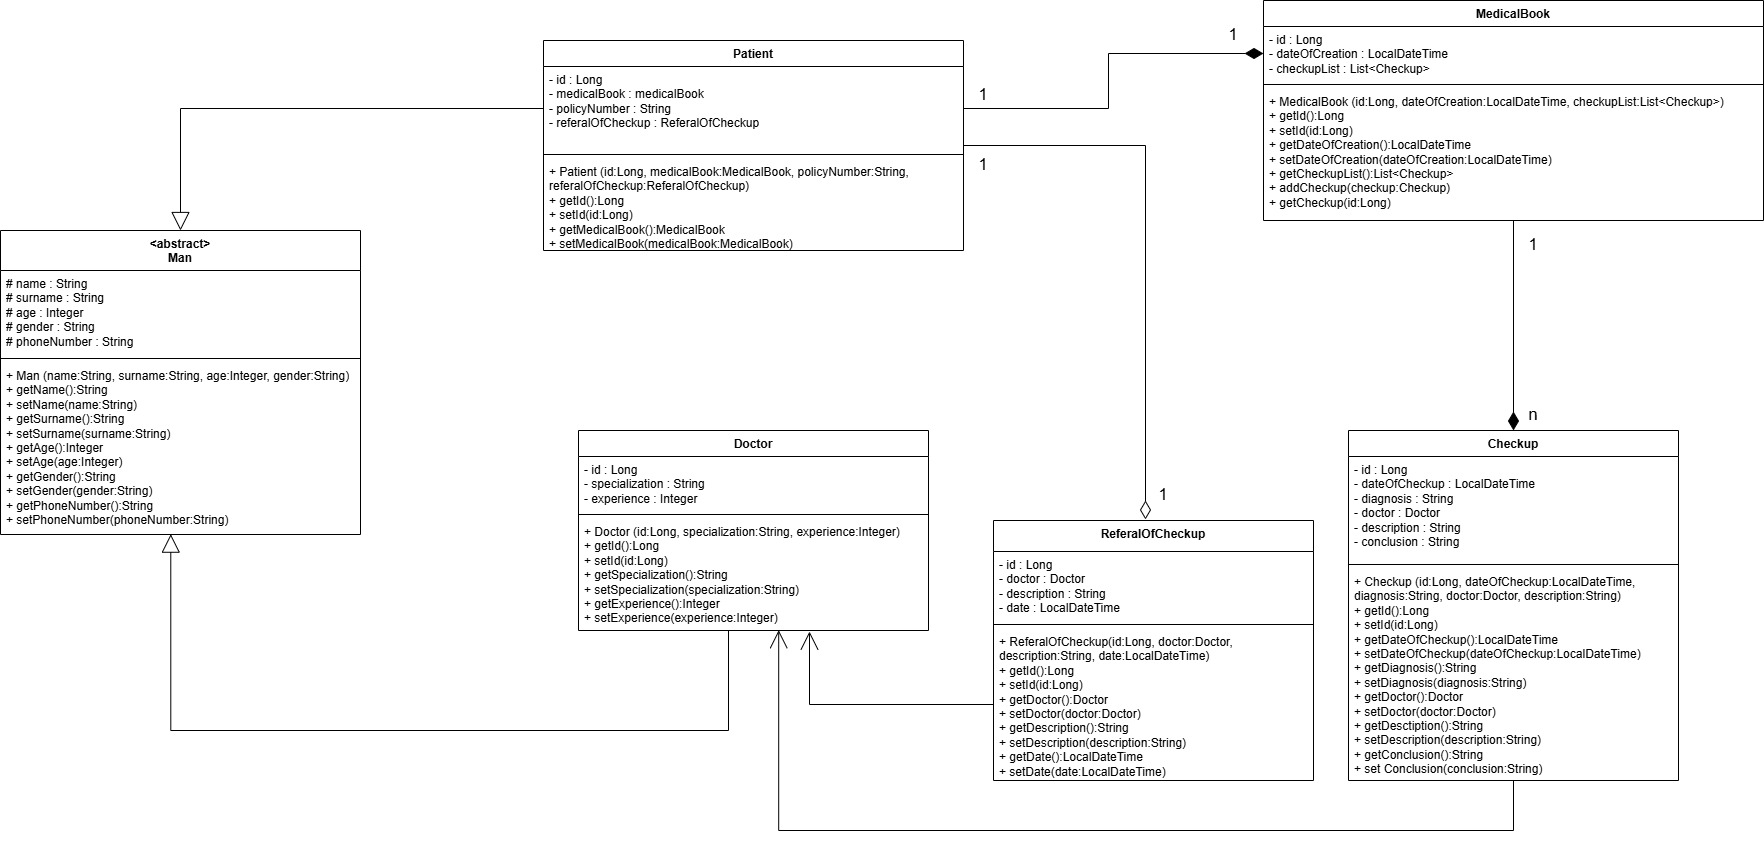 MedicalBook
- id : Long
- dateOfCreation : LocalDateTime
- checkupList : List<Checkup>
+ MedicalBook (id:Long, dateOfCreation:LocalDateTime, checkupList:List<Checkup>)
+ getId():Long
+ setId(id:Long)
+ getDateOfCreation():LocalDateTime
+ setDateOfCreation(dateOfCreation:LocalDateTime)
+ getCheckupList():List<Checkup>
+ addCheckup(checkup:Checkup)
+ getCheckup(id:Long)
1
1
1
1
n
1
Patient
- id : Long
- medicalBook : medicalBook
- policyNumber : String
- referalOfCheckup : ReferalOfCheckup
+ Patient (id:Long, medicalBook:MedicalBook, policyNumber:String,
referalOfCheckup:ReferalOfCheckup)
+ getId():Long
+ setId(id:Long)
+ getMedicalBook():MedicalBook
+ setMedicalBook(medicalBook:MedicalBook)
<abstract>
Man
# name : String
# surname : String
# age : Integer
# gender : String
# phoneNumber : String
+ Man (name:String, surname:String, age:Integer, gender:String)
+ getName():String
+ setName(name:String)
+ getSurname():String
+ setSurname(surname:String)
+ getAge():Integer
+ setAge(age:Integer)
+ getGender():String
+ setGender(gender:String)
+ getPhoneNumber():String
+ setPhoneNumber(phoneNumber:String)
Doctor
- id : Long
- specialization : String
- experience : Integer
+ Doctor (id:Long, specialization:String, experience:Integer)
+ getId():Long
+ setId(id:Long)
+ getSpecialization():String
+ setSpecialization(specialization:String)
+ getExperience():Integer
+ setExperience(experience:Integer)
ReferalOfCheckup
- id : Long
- doctor : Doctor
- description : String
- date : LocalDateTime
+ ReferalOfCheckup(id:Long, doctor:Doctor,
description:String, date:LocalDateTime)
+ getId():Long
+ setId(id:Long)
+ getDoctor():Doctor
+ setDoctor(doctor:Doctor)
+ getDescription():String
+ setDescription(description:String)
+ getDate():LocalDateTime
+ setDate(date:LocalDateTime)
Checkup
- id : Long
- dateOfCheckup : LocalDateTime
- diagnosis : String
- doctor : Doctor
- description : String
- conclusion : String
+ Checkup (id:Long, dateOfCheckup:LocalDateTime,
diagnosis:String, doctor:Doctor, description:String)
+ getId():Long
+ setId(id:Long)
+ getDateOfCheckup():LocalDateTime
+ setDateOfCheckup(dateOfCheckup:LocalDateTime)
+ getDiagnosis():String
+ setDiagnosis(diagnosis:String)
+ getDoctor():Doctor
+ setDoctor(doctor:Doctor)
+ getDesctiption():String
+ setDescription(description:String)
+ getConclusion():String
+ set Conclusion(conclusion:String)